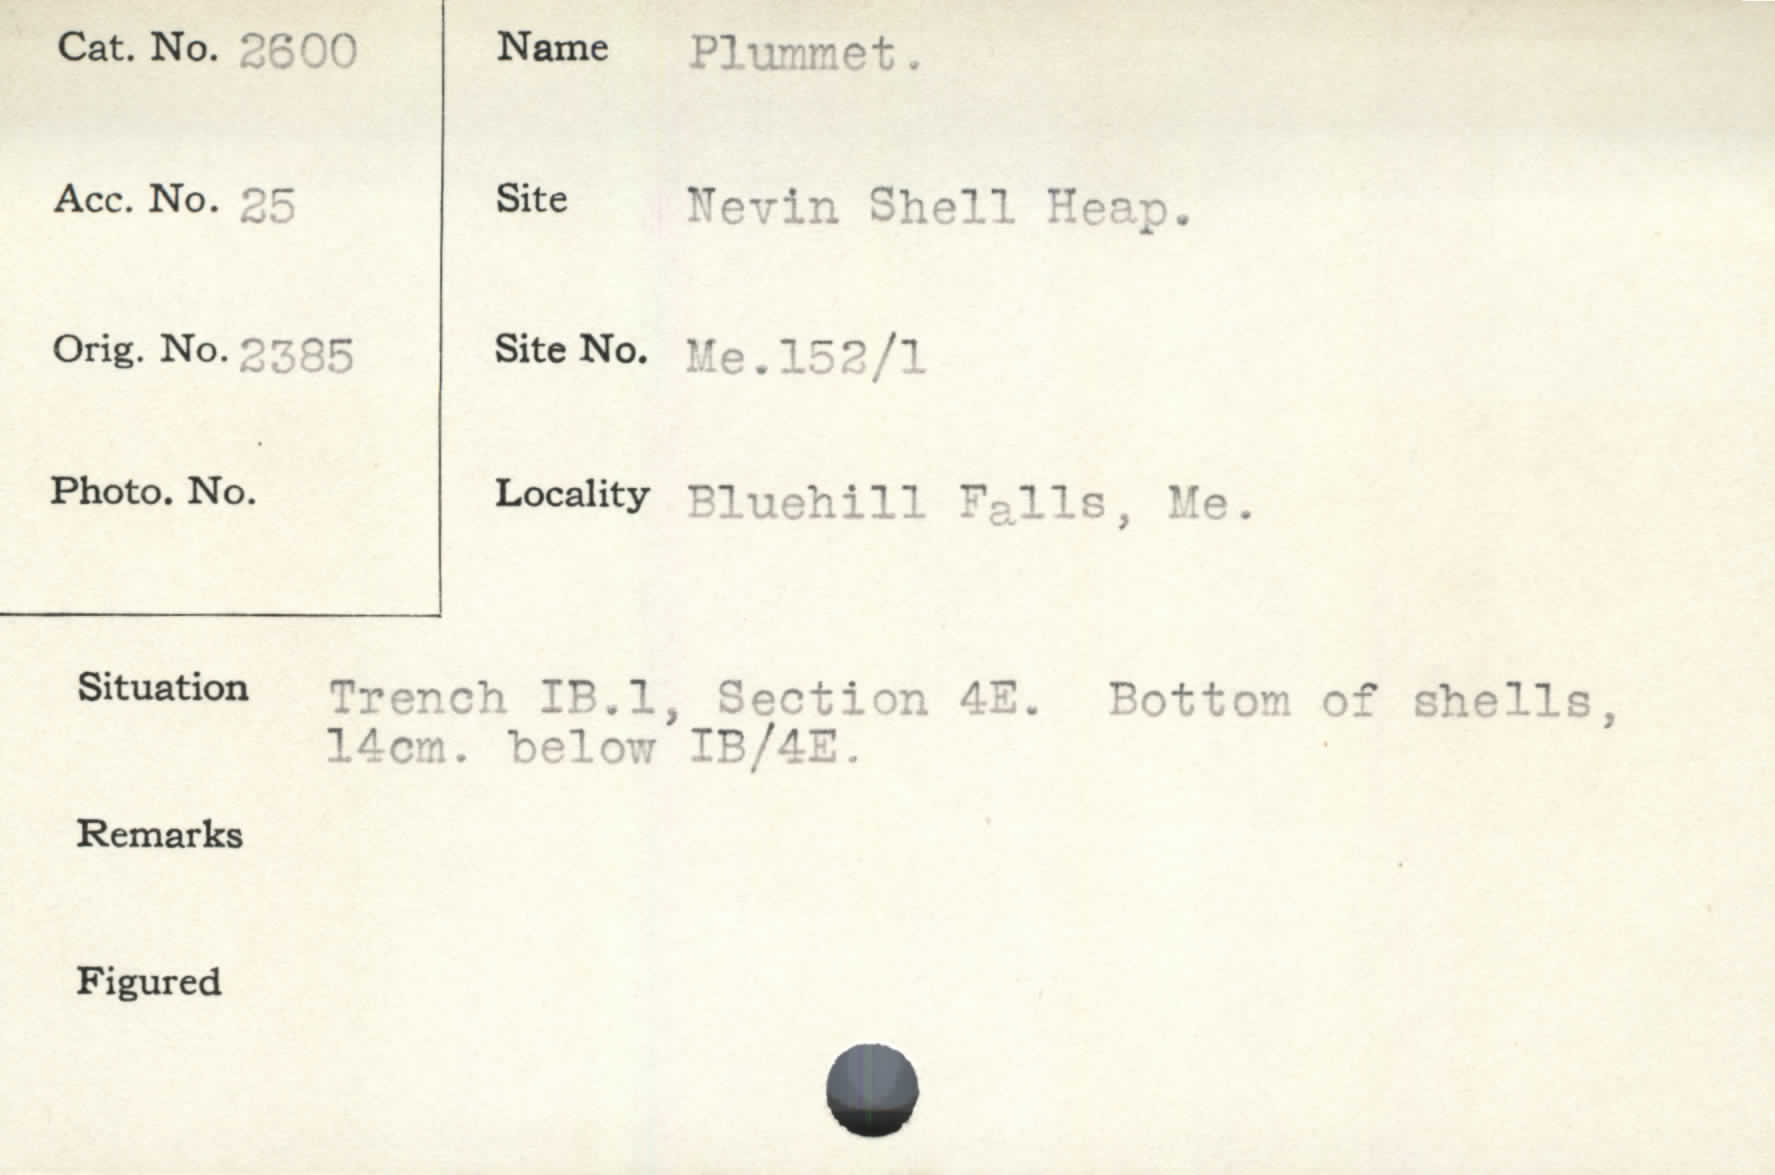 Cat. No. 2600
Acc. No. 25
Orig. No. 2385
Photo. No.
Name Plummet.
Site Nevin Shell Heap.
Site No. Me.152/1
Locality Bluehill Falls, Me.
Situation Trench IB.1, Section 4E. Bottom of shells,
14cm. below IB/4E.
Remarks
Figured